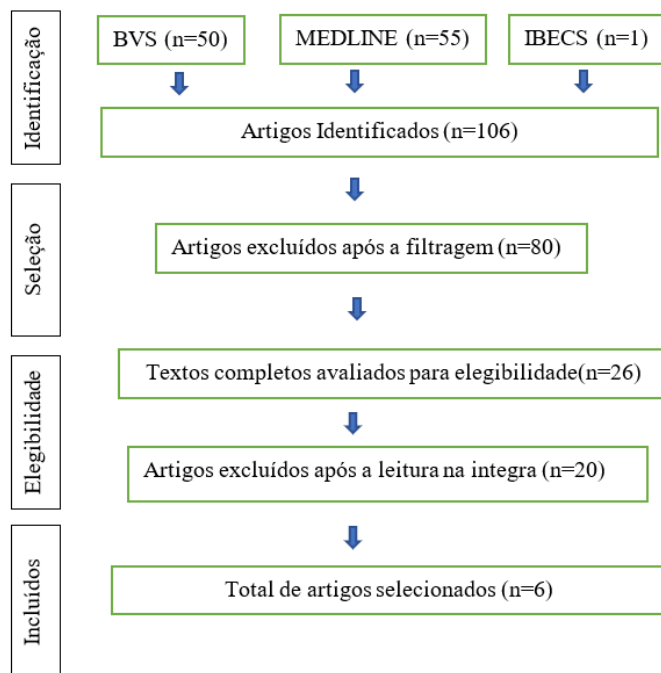 Identificação
BVS (n=50)
MEDLINE (n=55)
IBECS (n=1)
Artigos Identificados (n=106)
Seleção
Artigos excluídos após a filtragem (n=80)
Elegibilidade
Textos completos avaliados para elegibilidade(n=26)
Artigos excluídos após a leitura na integra (n=20)
Incluídos
Total de artigos selecionados (n=6)